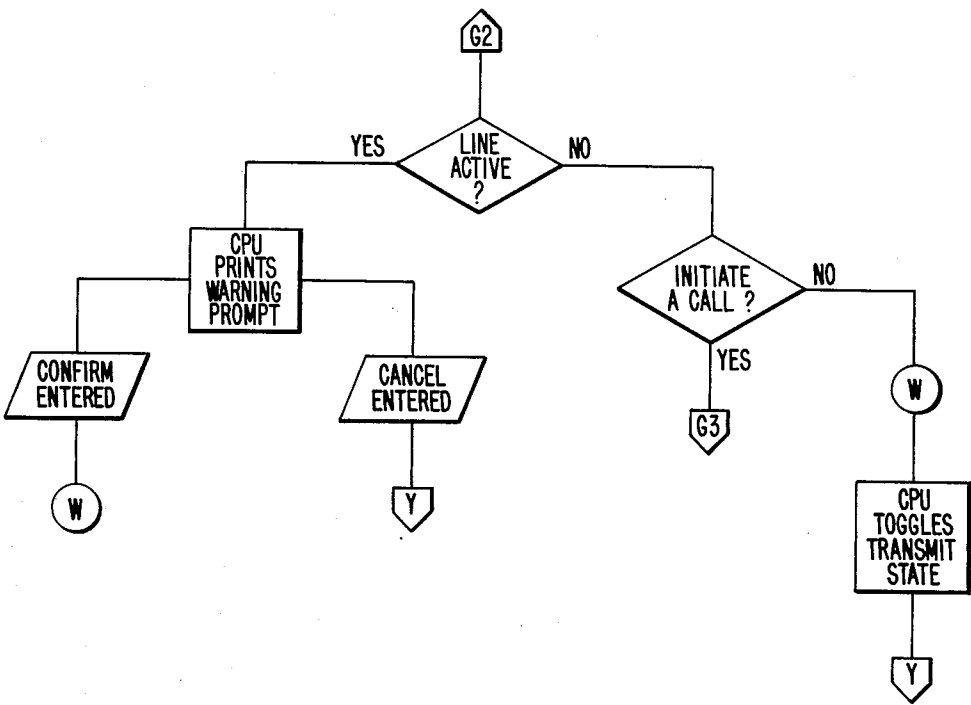 G2
LINE
ACTIVE
?
YES
NO
CPU
PRINTS
WARNING
PROMPT
INITIATE
A CALL ?
NO
YES
CONFIRM
ENTERED
CANCEL
ENTERED
W
G3
W
Y
CPU
TOGGLES
TRANSMIT
STATE
Y